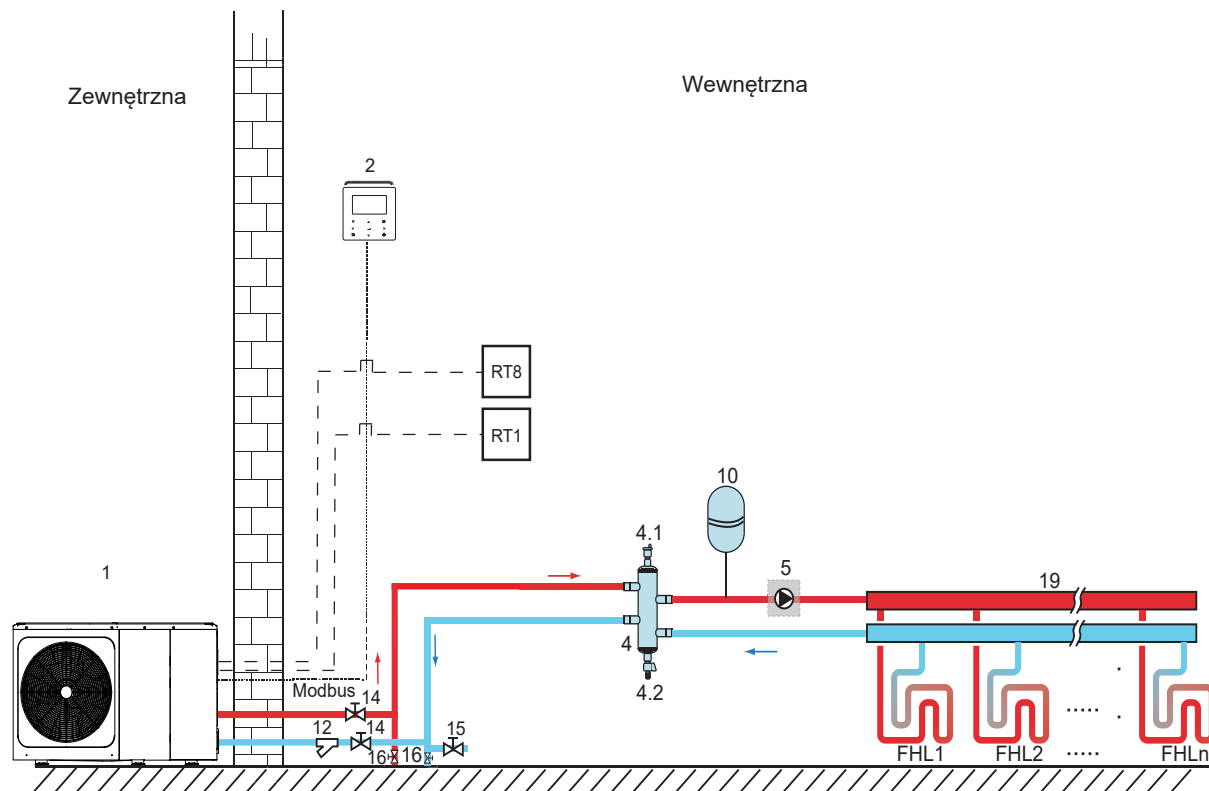 Zewnętrzna
Wewnętrzna
2
RT8
RT1
10
4.1
5
19
1
4
4.2
Modbus
14
12
14
15
16
16
FHL1
FHL2
.....
.....
FHLn